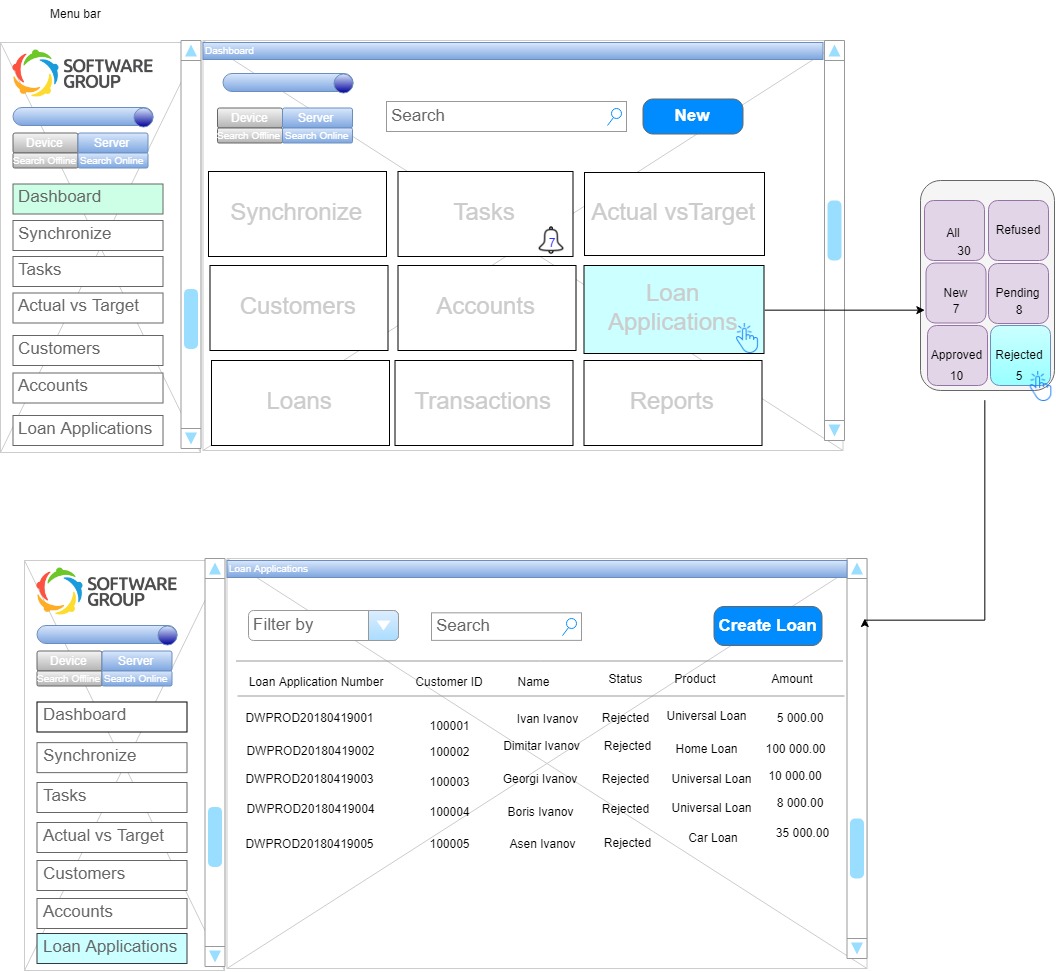 Menu bar
SOFTWARE
GROUP
Device
Server
Search Offline
Search Online
Dashboard
Synchronize
Tasks
Actual vs Target
Customers
Accounts
Loan Applications
Dashboard
Device
Server
Search Offline
Search Online
Search
New
Synchronize
Tasks
7
Actual vsTarget
Customers
Accounts
Loan
Applications
Loans
Transactions
Reports
All
30
Refused
New
7
Pending
8
Approved
10
Rejected
5
SOFTWARE
GROUP
Device
Server
Search Offline
Search Online
Dashboard
Synchronize
Tasks
Actual vs Target
Customers
Accounts
Loan Applications
Loan Applications
Filter by
Search
Create Loan
Loan Application Number Customer ID Name Status Product Amount
DWPROD20180419001 100001 Ivan Ivanov Rejected Universal Loan 5 000.00
DWPROD20180419002 100002 Dimitar Ivanov Rejected Home Loan 100 000.00
DWPROD20180419003 100003 Georgi Ivanov Rejected Universal Loan 10 000.00
DWPROD20180419004 100004 Boris Ivanov Rejected Universal Loan 8 000.00
DWPROD20180419005 100005 Asen Ivanov Rejected Car Loan 35 000.00